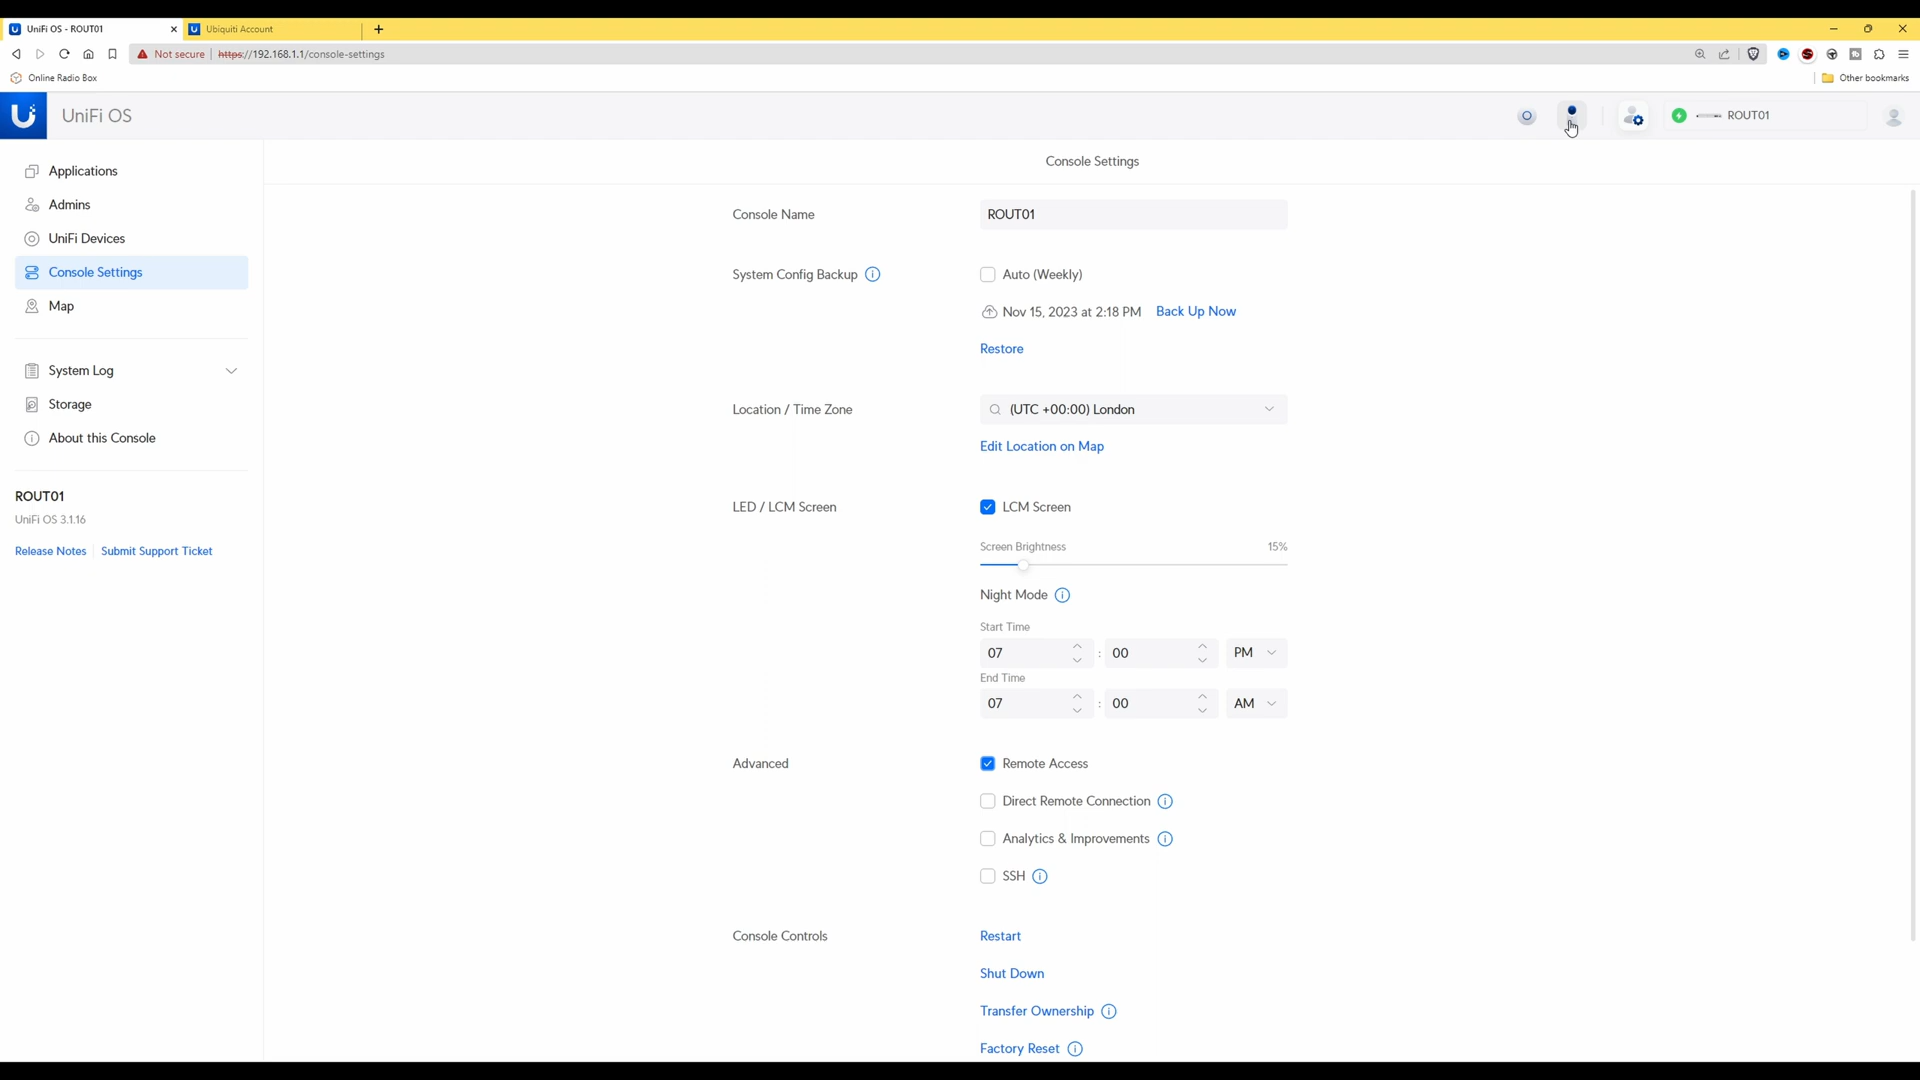 UniFi OS - ROUT01
Ubiquiti Account
Not secure
https://192.168.1.1/console-settings
Online Radio Box
Other bookmarks
UniFi OS
ROUT01
Applications
Admins
UniFi Devices
Console Settings
Map
System Log
Storage
About this Console
ROUT01
UniFi OS 3.1.16
Release Notes
Submit Support Ticket
Console Settings
Console Name
ROUT01
System Config Backup
Auto (Weekly)
Nov 15, 2023 at 2:18 PM
Back Up Now
Restore
Location / Time Zone
(UTC +00:00) London
Edit Location on Map
LED / LCM Screen
LCM Screen
Screen Brightness
15%
Night Mode
Start Time
07 : 00 PM
End Time
07 : 00 AM
Advanced
Remote Access
Direct Remote Connection
Analytics & Improvements
SSH
Console Controls
Restart
Shut Down
Transfer Ownership
Factory Reset